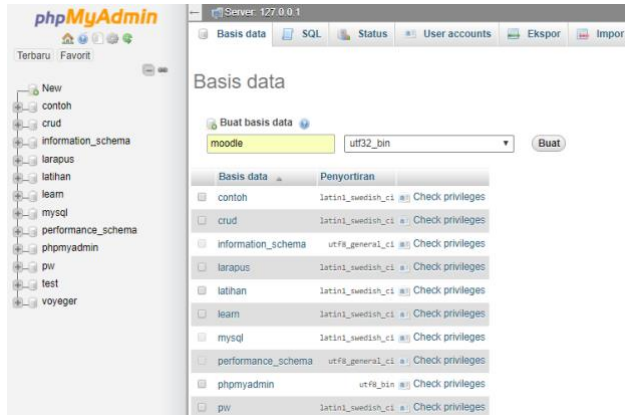 phpMyAdmin
Terbaru Favorit
New
contoh
crud
information_schema
larapus
latihan
learn
mysql
performance_schema
phpmyadmin
pw
test
voyeger
Server: 127.0.0.1
Basis data SQL Status User accounts Ekspor Impor
Basis data
Buat basis data
moodle utf32_bin Buat
Basis data Penyortiran
contoh latin1_swedish_ci Check privileges
crud latin1_swedish_ci Check privileges
information_schema utf8_general_ci Check privileges
larapus latin1_swedish_ci Check privileges
latihan latin1_swedish_ci Check privileges
learn latin1_swedish_ci Check privileges
mysql latin1_swedish_ci Check privileges
performance_schema utf8_general_ci Check privileges
phpmyadmin utf8_bin Check privileges
pw latin1_swedish_ci Check privileges